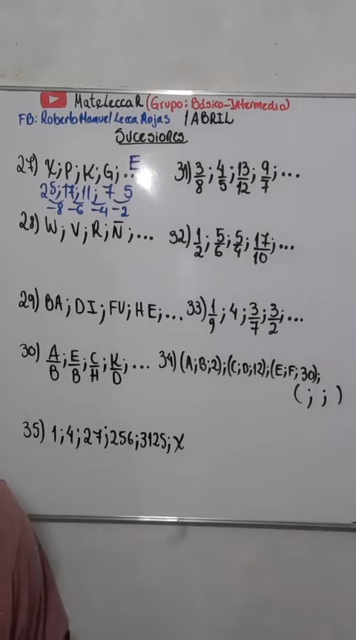 MateLeccaR (Grupo: Básico-Intermedia)
FB: Roberto Manuel Lecca Rojas 1 ABRIL
Sucesiones
27) X; P; K; G; ... E
25; 17; 11; 7 5
-8 -6 -4 -2
31) 3/8; 4/5; 13/12; 9/7; ...
28) W; V; R; Ñ; ...
32) 1/2; 5/6; 5/4; 17/10; ...
29) BA; DI; FU; HE; ...
33) 1/9; 4; 3/7; 3/2; ...
30) A/B; E/B; C/H; K/D; ...
34) (A; B; 2); (C; D; 12); (E; F; 30);
( ; ; )
35) 1; 4; 27; 256; 3125; X